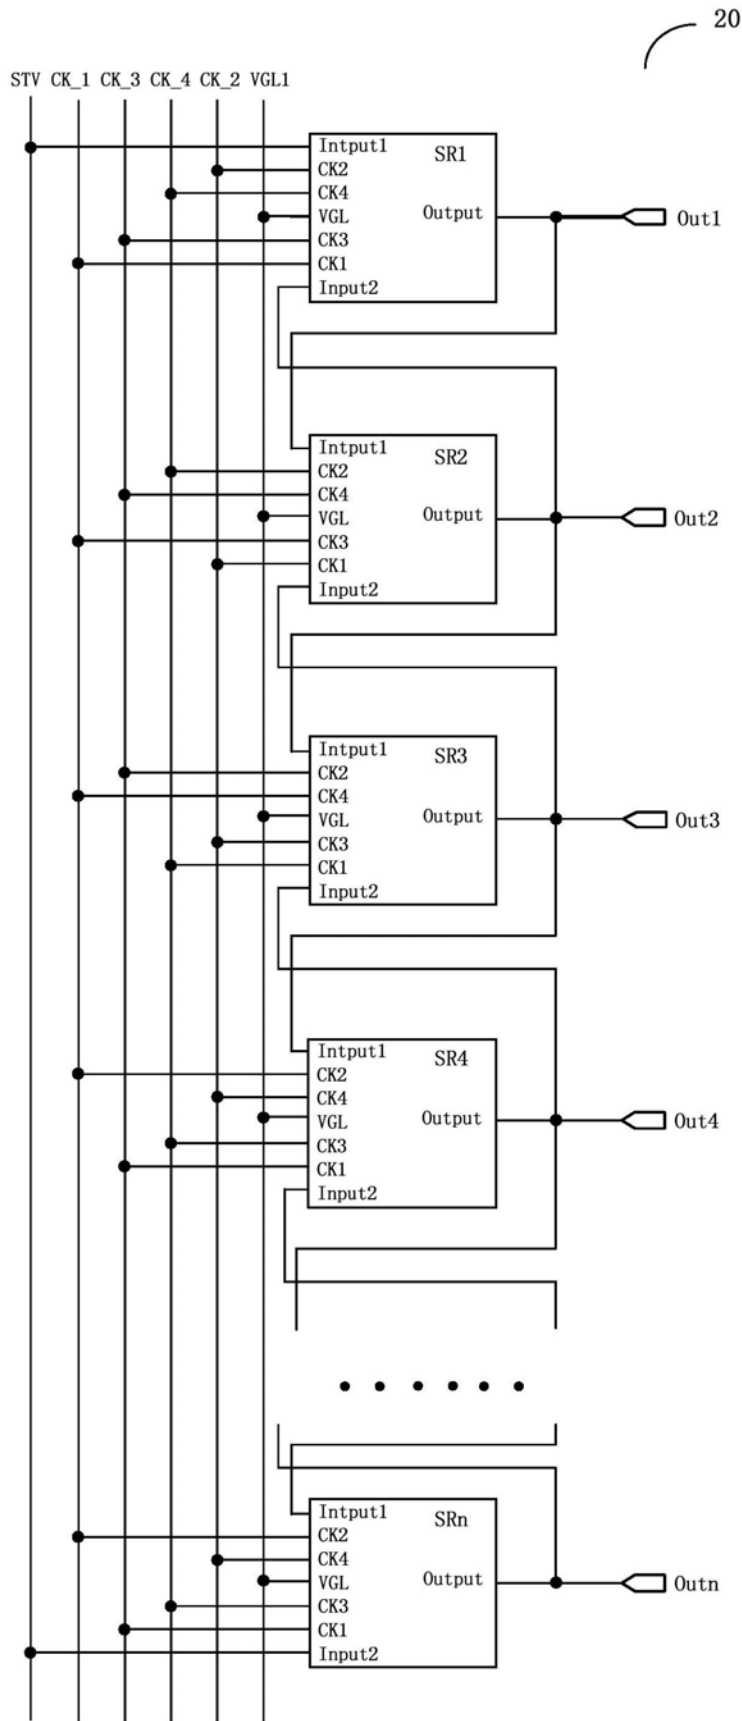 20
STV CK_1 CK_3 CK_4 CK_2 VGL1
Intput1
SR1
CK2
CK4
VGL
Output
Out1
CK3
CK1
Input2
Intput1
SR2
CK2
CK4
VGL
Output
Out2
CK3
CK1
Input2
Intput1
SR3
CK2
CK4
VGL
Output
Out3
CK3
CK1
Input2
Intput1
SR4
CK2
CK4
VGL
Output
Out4
CK3
CK1
Input2
Intput1
SRn
CK2
CK4
VGL
Output
Outn
CK3
CK1
Input2